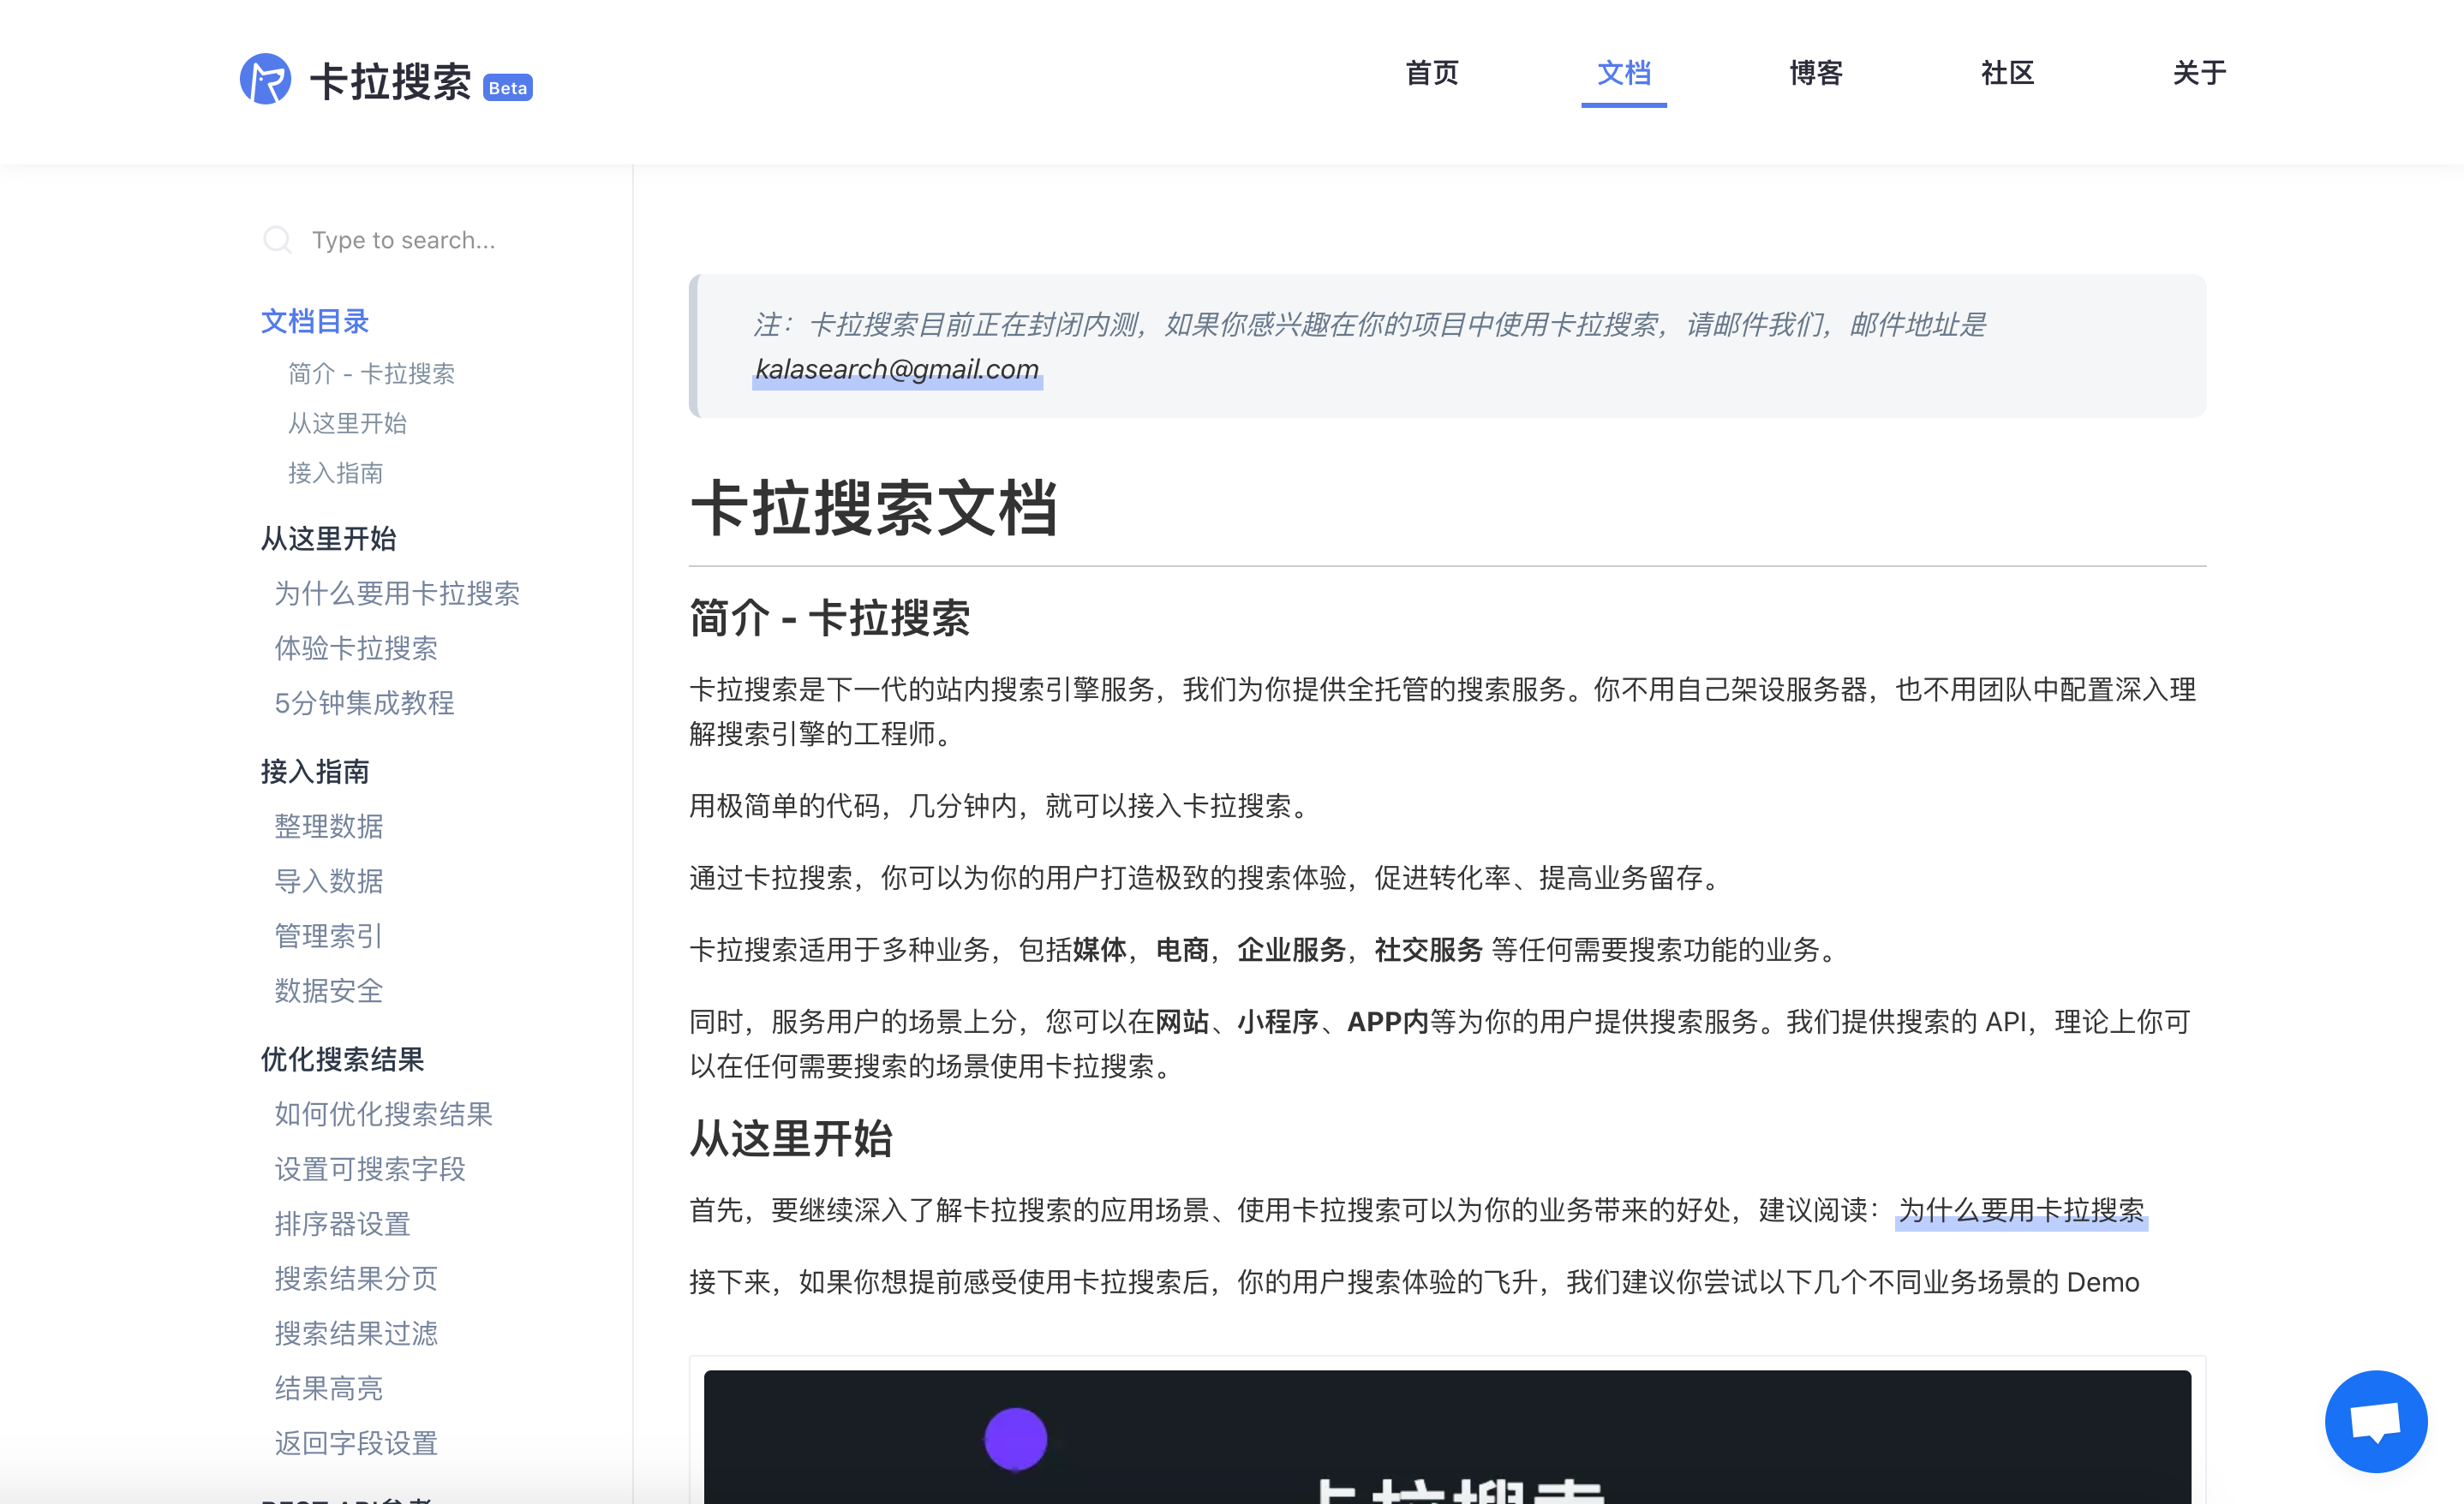 卡拉搜索 Beta
首页
文档
博客
社区
关于
Type to search...
文档目录
简介 - 卡拉搜索
从这里开始
接入指南
从这里开始
为什么要用卡拉搜索
体验卡拉搜索
5分钟集成教程
接入指南
整理数据
导入数据
管理索引
数据安全
优化搜索结果
如何优化搜索结果
设置可搜索字段
排序器设置
搜索结果分页
搜索结果过滤
结果高亮
返回字段设置
REST API参考
注：卡拉搜索目前正在封闭内测，如果你感兴趣在你的项目中使用卡拉搜索，请邮件我们，邮件地址是
kalasearch@gmail.com
卡拉搜索文档
简介 - 卡拉搜索
卡拉搜索是下一代的站内搜索引擎服务，我们为你提供全托管的搜索服务。你不用自己架设服务器，也不用团队中配置深入理
解搜索引擎的工程师。
用极简单的代码，几分钟内，就可以接入卡拉搜索。
通过卡拉搜索，你可以为你的用户打造极致的搜索体验，促进转化率、提高业务留存。
卡拉搜索适用于多种业务，包括媒体，电商，企业服务，社交服务 等任何需要搜索功能的业务。
同时，服务用户的场景上分，您可以在网站、小程序、APP内等为你的用户提供搜索服务。我们提供搜索的 API，理论上你可
以在任何需要搜索的场景使用卡拉搜索。
从这里开始
首先，要继续深入了解卡拉搜索的应用场景、使用卡拉搜索可以为你的业务带来的好处，建议阅读：为什么要用卡拉搜索
接下来，如果你想提前感受使用卡拉搜索后，你的用户搜索体验的飞升，我们建议你尝试以下几个不同业务场景的 Demo
卡拉搜索